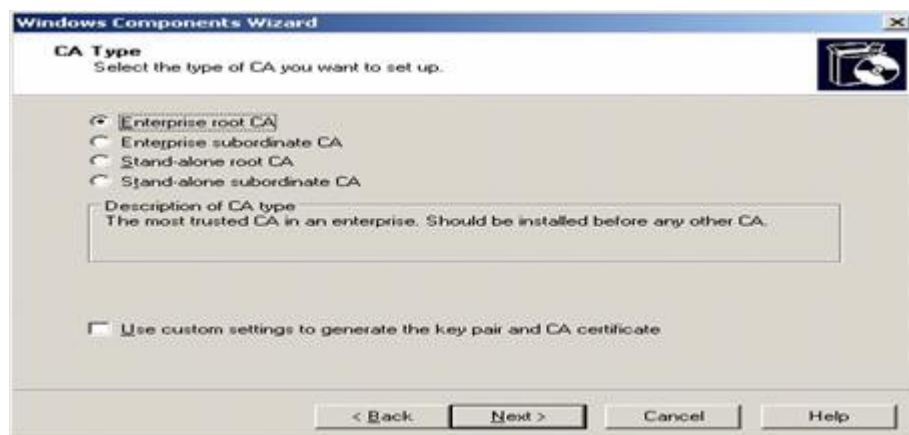 Windows Components Wizard
CA Type
Select the type of CA you want to set up.
Enterprise root CA
Enterprise subordinate CA
Stand-alone root CA
Stand-alone subordinate CA
Description of CA type
The most trusted CA in an enterprise. Should be installed before any other CA.
Use custom settings to generate the key pair and CA certificate
< Back Next > Cancel Help